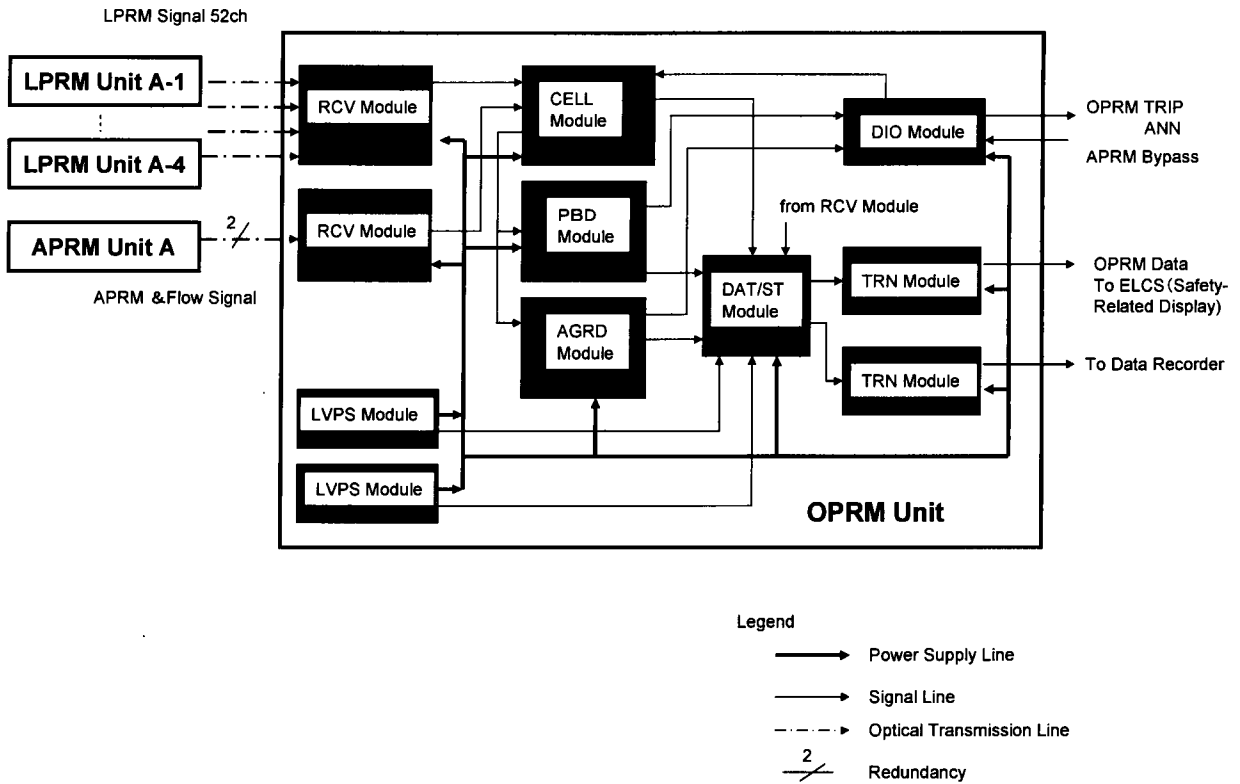 LPRM Signal 52ch
LPRM Unit A-1
LPRM Unit A-4
APRM Unit A
2
APRM &Flow Signal
RCV Module
RCV Module
LVPS Module
LVPS Module
CELL
Module
PBD
Module
AGRD
Module
from RCV Module
DAT/ST
Module
DIO Module
TRN Module
TRN Module
OPRM Unit
OPRM TRIP
ANN
APRM Bypass
OPRM Data
To ELCS(Safety-
Related Display)
To Data Recorder
Legend
Power Supply Line
Signal Line
Optical Transmission Line
2
Redundancy